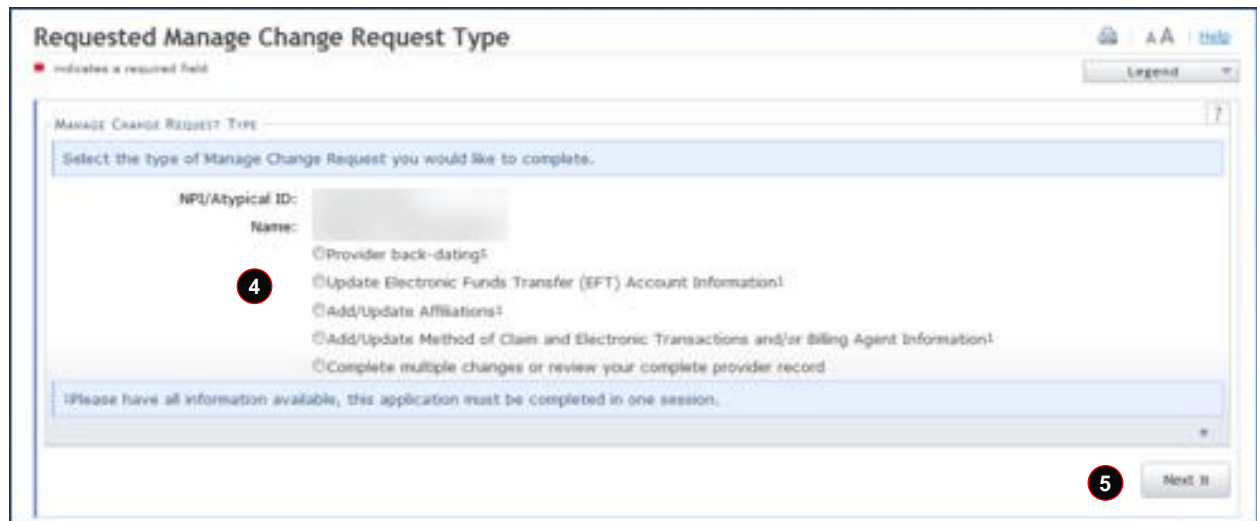 Requested Manage Change Request Type
AA Help
indicates a required field
Legend
?
Manage Change Request Type
Select the type of Manage Change Request you would like to complete.
NPI/Atypical ID:
Name:
Provider back-dating‡
4
Update Electronic Funds Transfer (EFT) Account Information‡
Add/Update Affiliations‡
Add/Update Method of Claim and Electronic Transactions and/or Billing Agent Information‡
Complete multiple changes or review your complete provider record
‡Please have all information available, this application must be completed in one session.
5
Next »